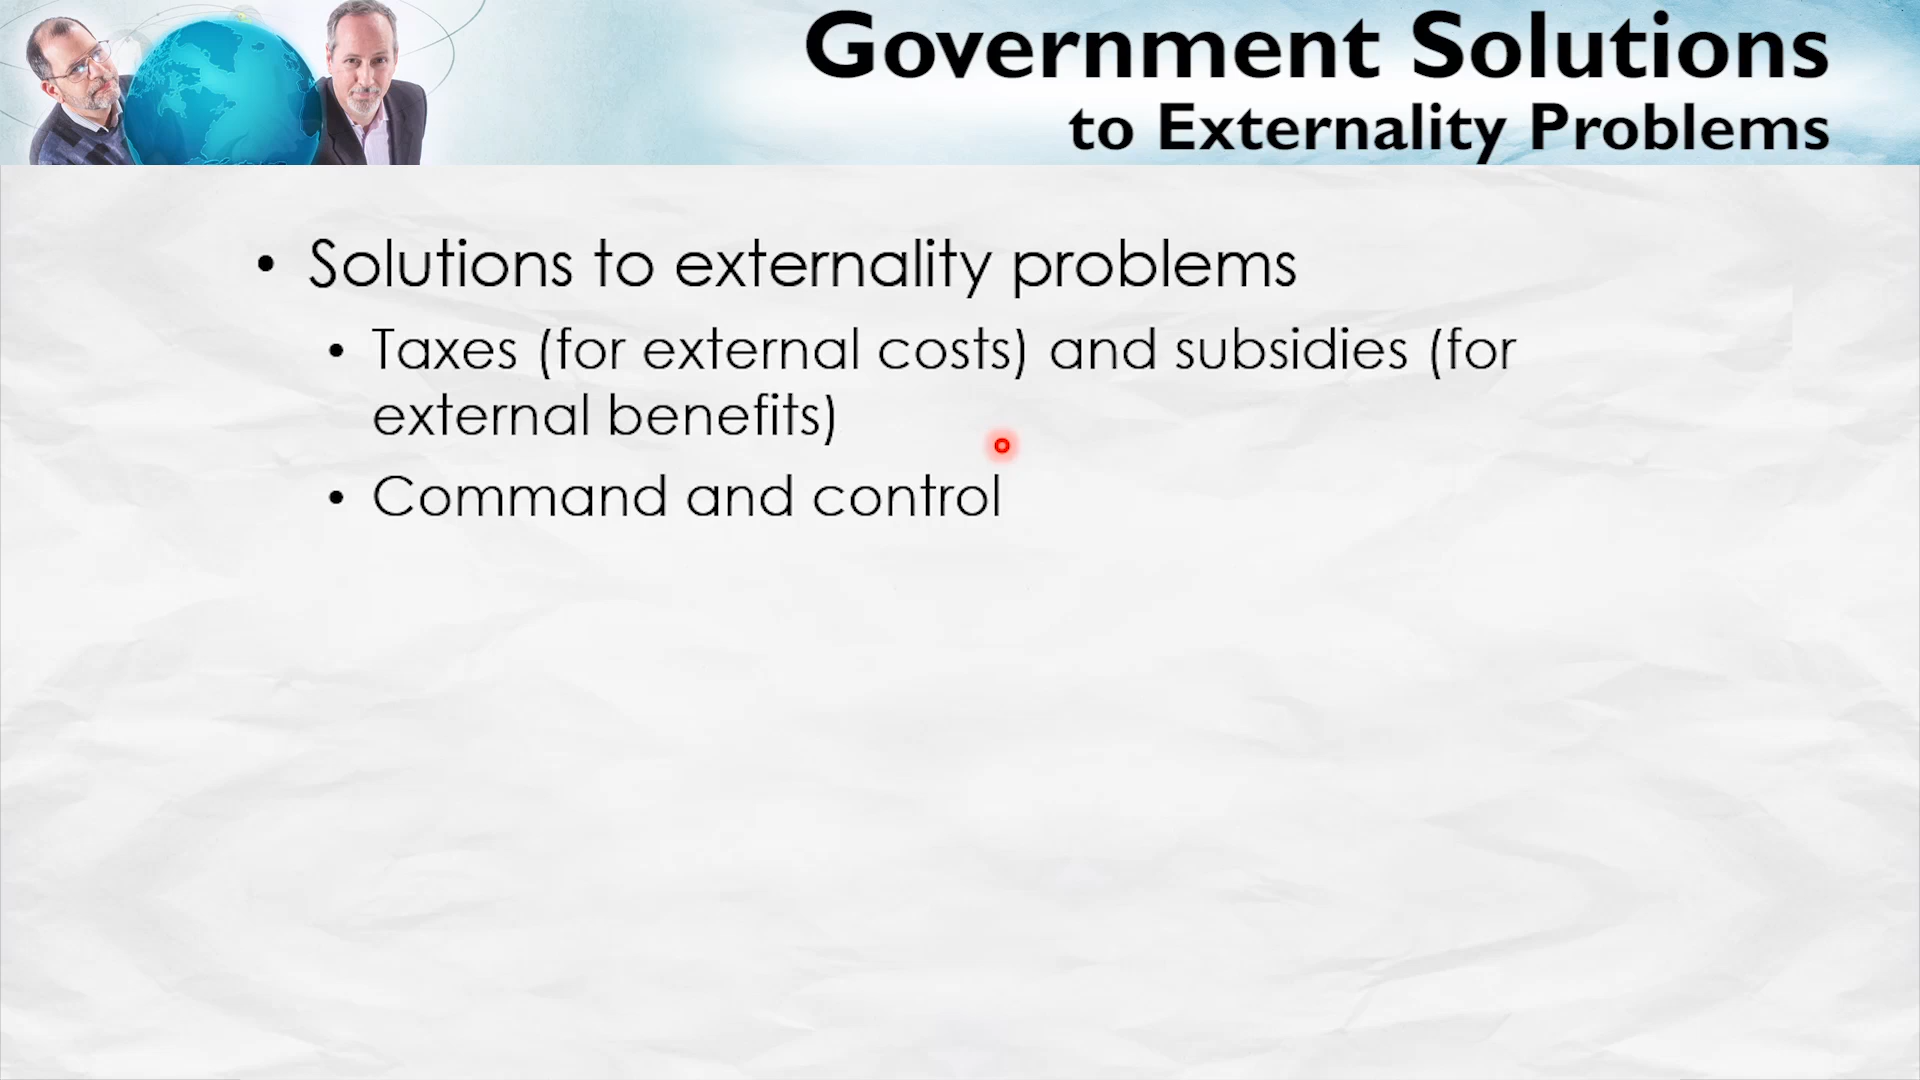 Government Solutions
to Externality Problems
• Solutions to externality problems
• Taxes (for external costs) and subsidies (for
external benefits)
• Command and control